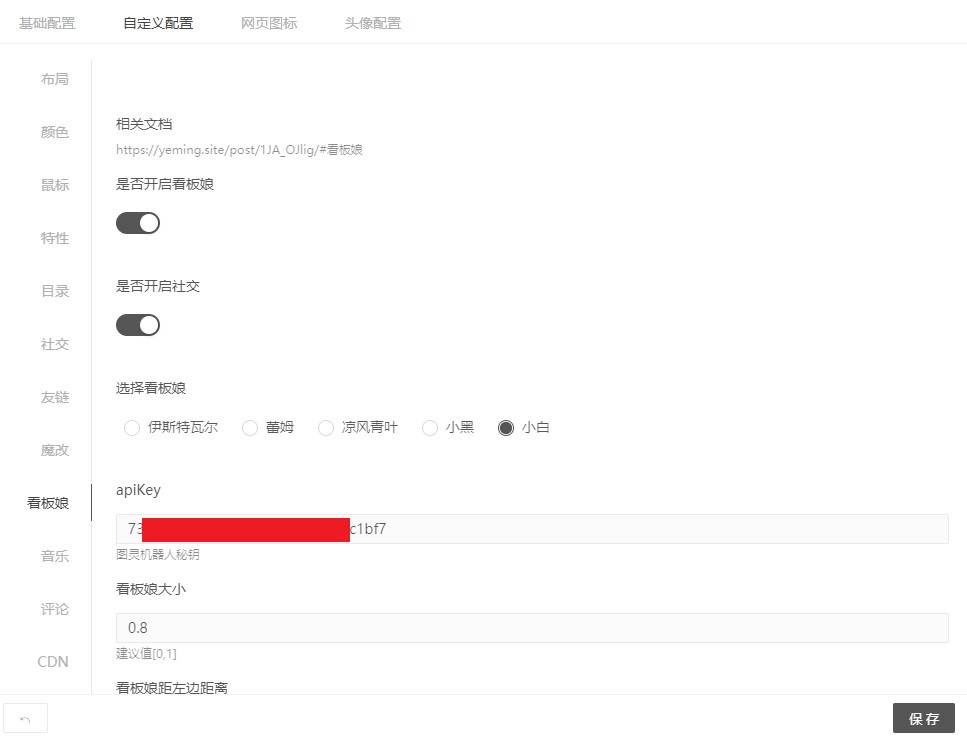 基础配置 自定义配置 网页图标 头像配置
布局
颜色
鼠标
特性
目录
社交
友链
魔改
看板娘
音乐
评论
CDN
相关文档
https://yeming.site/post/1JA_OJlig/#看板娘
是否开启看板娘
是否开启社交
选择看板娘
伊斯特瓦尔 蕾姆 凉风青叶 小黑 小白
apiKey
73 c1bf7
图灵机器人秘钥
看板娘大小
0.8
建议值[0,1]
看板娘距左边距离
保存